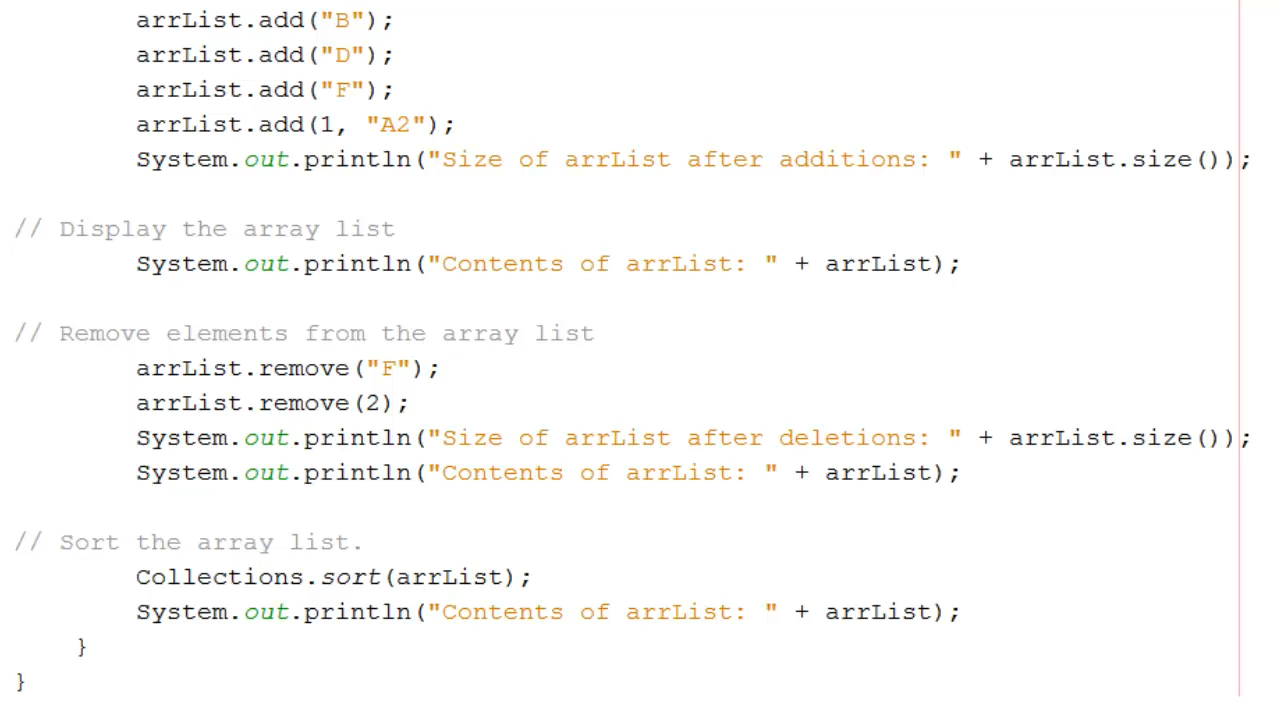 arrList.add("B");
arrList.add("D");
arrList.add("F");
arrList.add(1, "A2");
System.out.println("Size of arrList after additions: " + arrList.size());
// Display the array list
System.out.println("Contents of arrList: " + arrList);
// Remove elements from the array list
arrList.remove("F");
arrList.remove(2);
System.out.println("Size of arrList after deletions: " + arrList.size());
System.out.println("Contents of arrList: " + arrList);
// Sort the array list.
Collections.sort(arrList);
System.out.println("Contents of arrList: " + arrList);
}
}